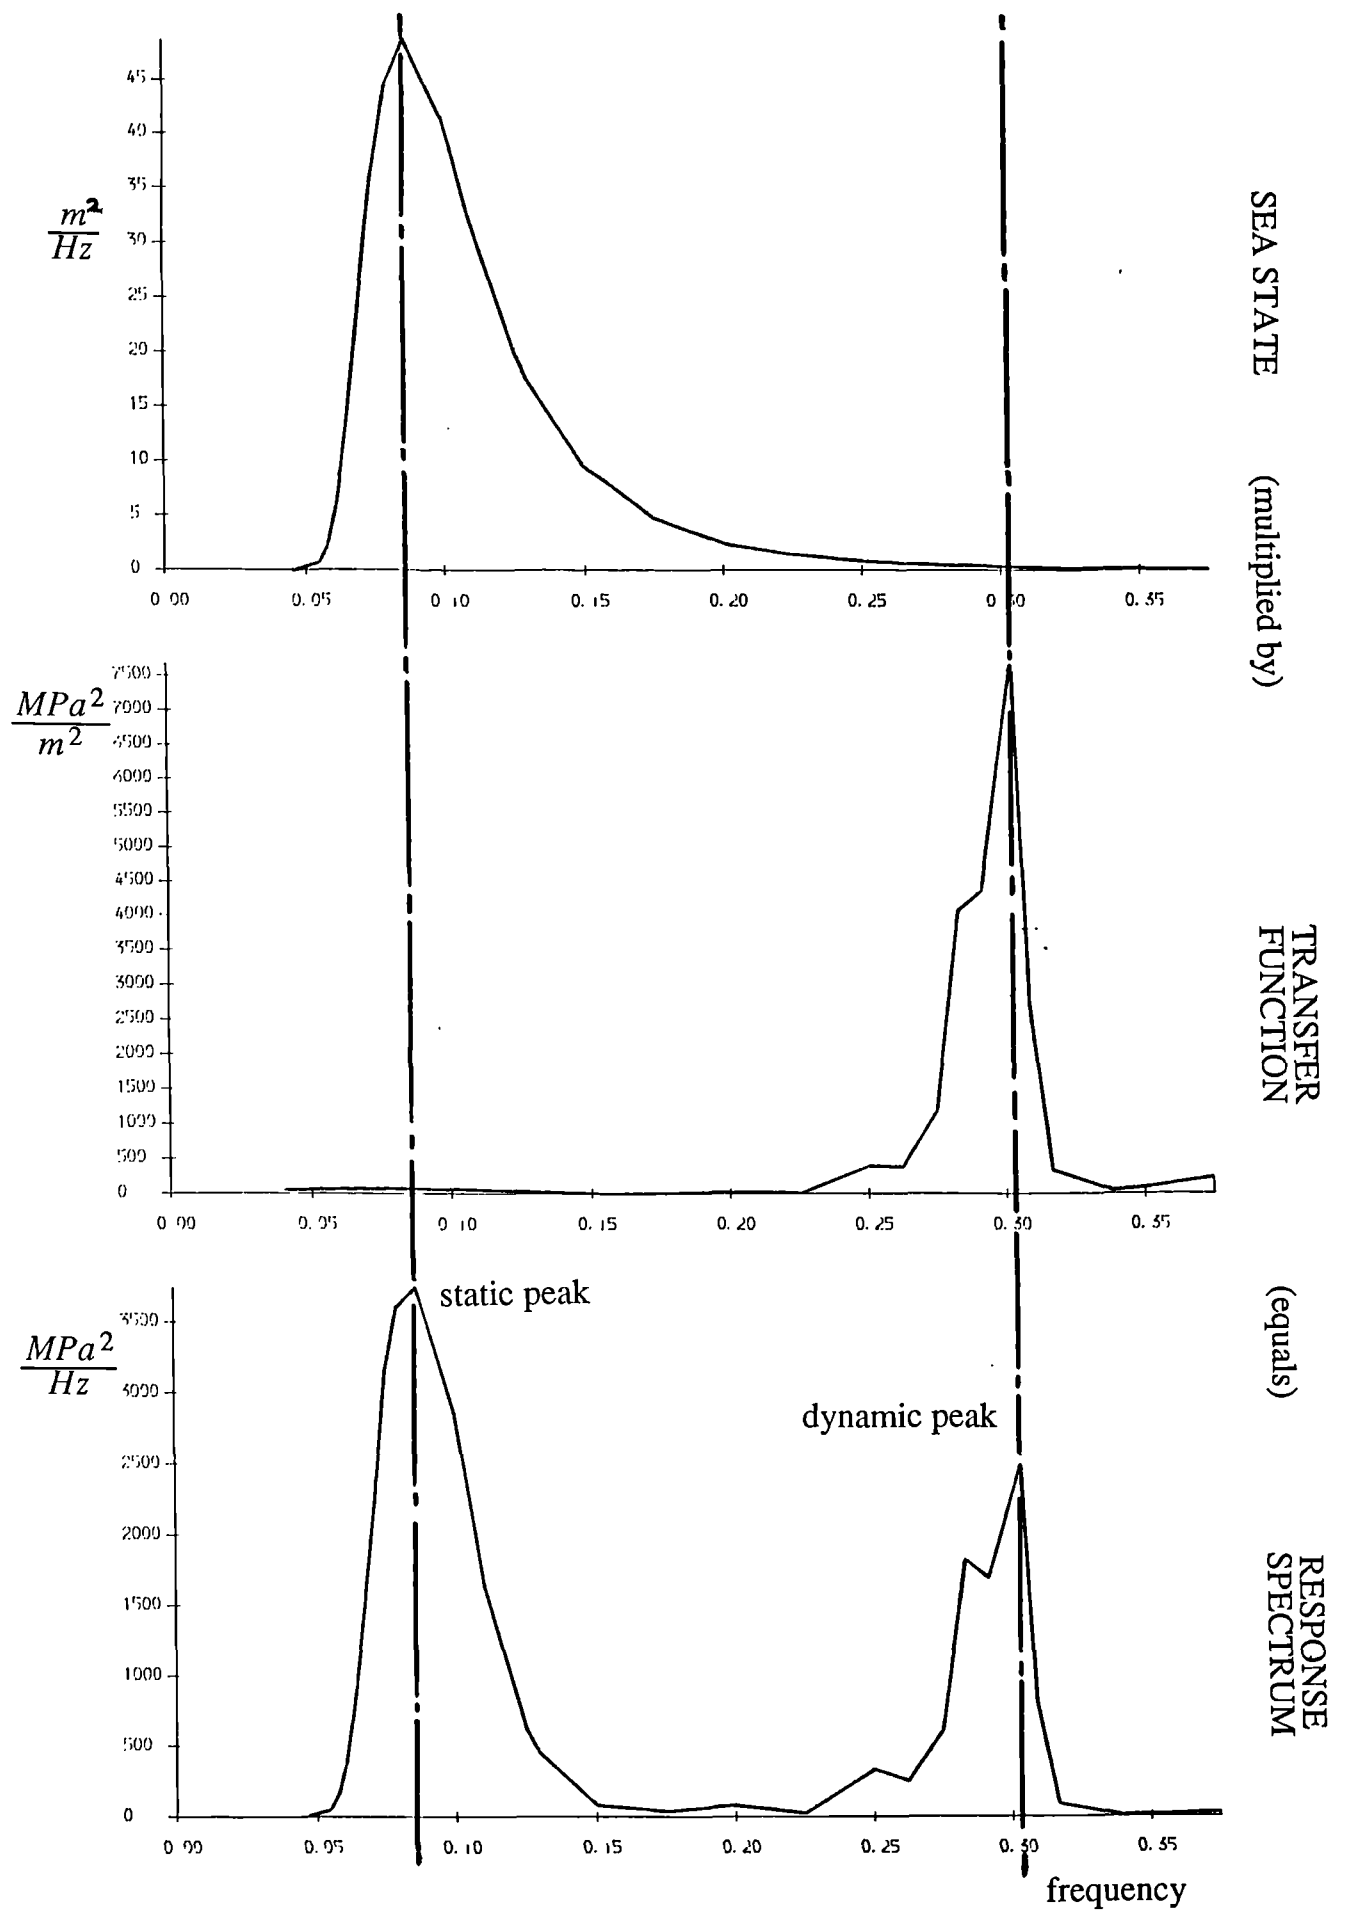 45
40
35
30
25
20
15
10
5
0
m²
Hz
0.00 0.05 0.10 0.15 0.20 0.25 0.30 0.35
SEA STATE
(multiplied by)
7500
7000
6500
6000
5500
5000
4500
4000
3500
3000
2500
2000
1500
1000
500
0
MPa²
m²
0.00 0.05 0.10 0.15 0.20 0.25 0.30 0.35
TRANSFER
FUNCTION
(equals)
static peak
dynamic peak
3500
3000
2500
2000
1500
1000
500
0
MPa²
Hz
0.00 0.05 0.10 0.15 0.20 0.25 0.30 0.35
RESPONSE
SPECTRUM
frequency